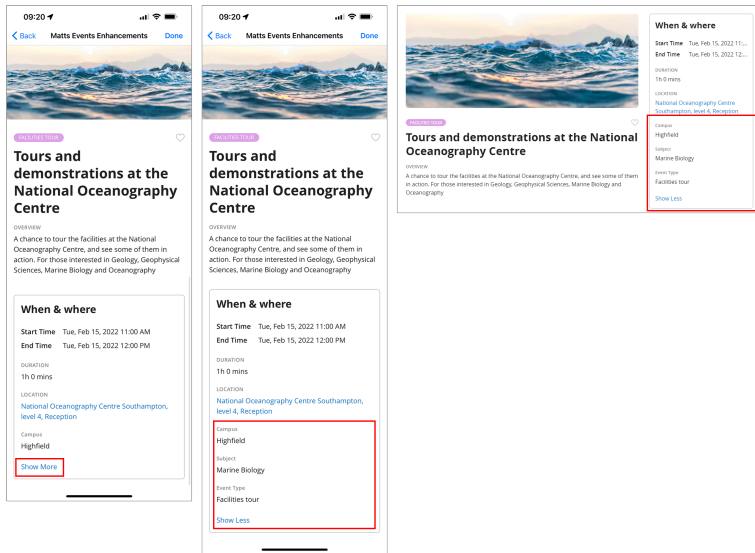 09:20
Back
Matts Events Enhancements
Done
FACILITIES TOUR
Tours and
demonstrations at the
National Oceanography
Centre
OVERVIEW
A chance to tour the facilities at the National
Oceanography Centre, and see some of them in
action. For those interested in Geology, Geophysical
Sciences, Marine Biology and Oceanography
When & where
Start Time Tue, Feb 15, 2022 11:00 AM
End Time Tue, Feb 15, 2022 12:00 PM
DURATION
1h 0 mins
LOCATION
National Oceanography Centre Southampton,
level 4, Reception
Campus
Highfield
Show More
09:20
Back
Matts Events Enhancements
Done
FACILITIES TOUR
Tours and
demonstrations at the
National Oceanography
Centre
OVERVIEW
A chance to tour the facilities at the National
Oceanography Centre, and see some of them in
action. For those interested in Geology, Geophysical
Sciences, Marine Biology and Oceanography
When & where
Start Time Tue, Feb 15, 2022 11:00 AM
End Time Tue, Feb 15, 2022 12:00 PM
DURATION
1h 0 mins
LOCATION
National Oceanography Centre Southampton,
level 4, Reception
Campus
Highfield
Subject
Marine Biology
Event Type
Facilities tour
Show Less
FACILITIES TOUR
Tours and demonstrations at the National
Oceanography Centre
OVERVIEW
A chance to tour the facilities at the National Oceanography Centre, and see some of them
in action. For those interested in Geology, Geophysical Sciences, Marine Biology and
Oceanography
When & where
Start Time Tue, Feb 15, 2022 11:...
End Time Tue, Feb 15, 2022 12:...
DURATION
1h 0 mins
LOCATION
National Oceanography Centre
Southampton, level 4, Reception
Campus
Highfield
Subject
Marine Biology
Event Type
Facilities tour
Show Less